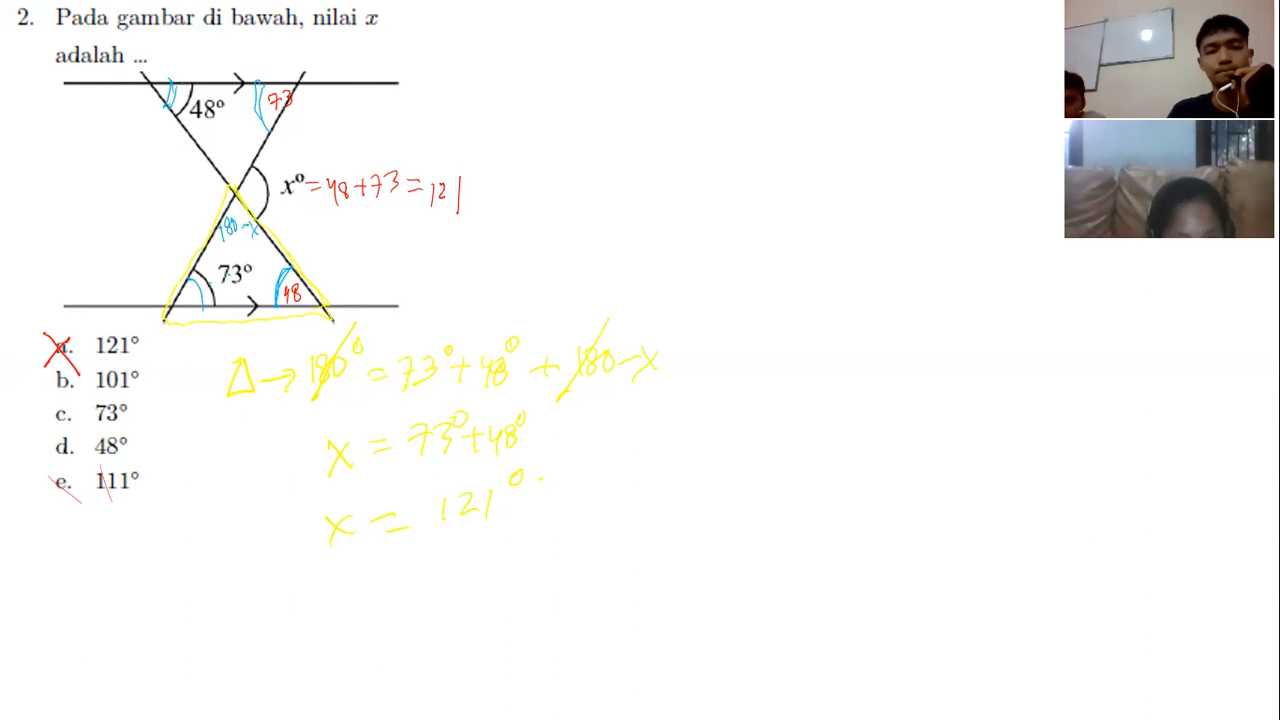 2. Pada gambar di bawah, nilai x
adalah ...
48°
73
x° = 48 + 73 = 121
180 - x
73°
48
a. 121°
b. 101°
c. 73°
d. 48°
e. 111°
Δ → 180° = 73° + 48° + 180 - x
x = 73° + 48°
x = 121°